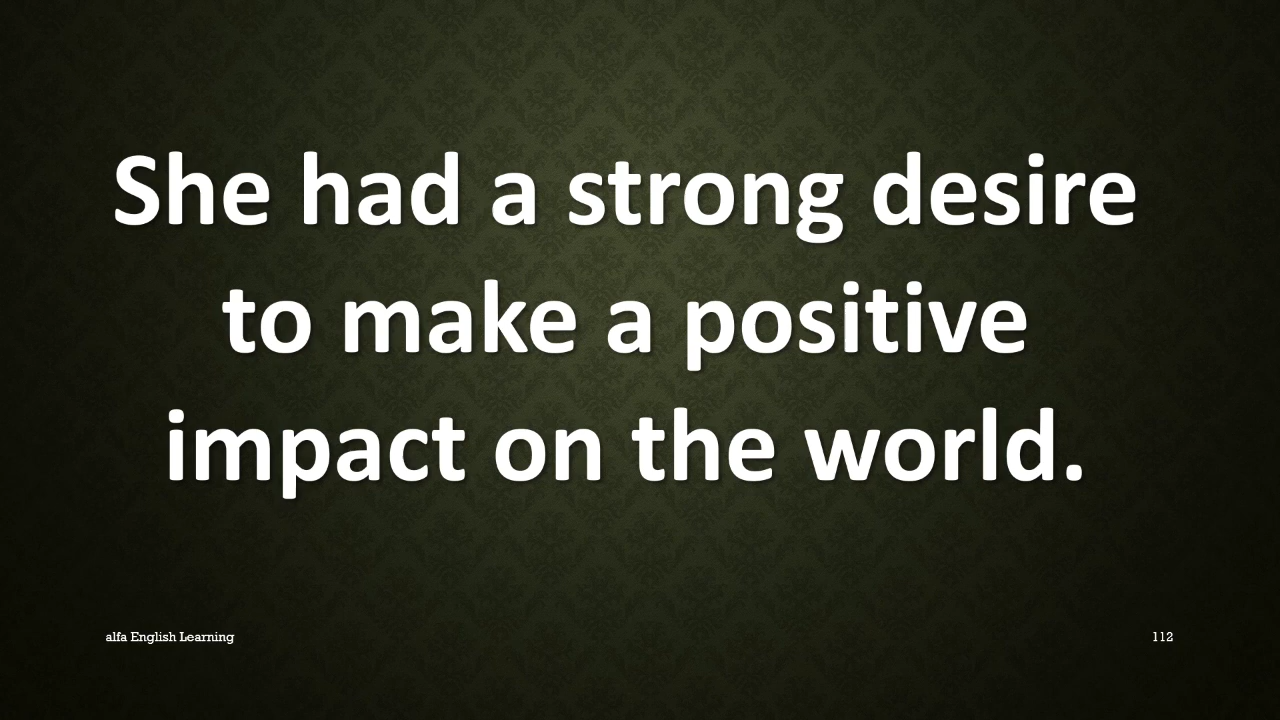 She had a strong desire
to make a positive
impact on the world.
alfa English Learning
112